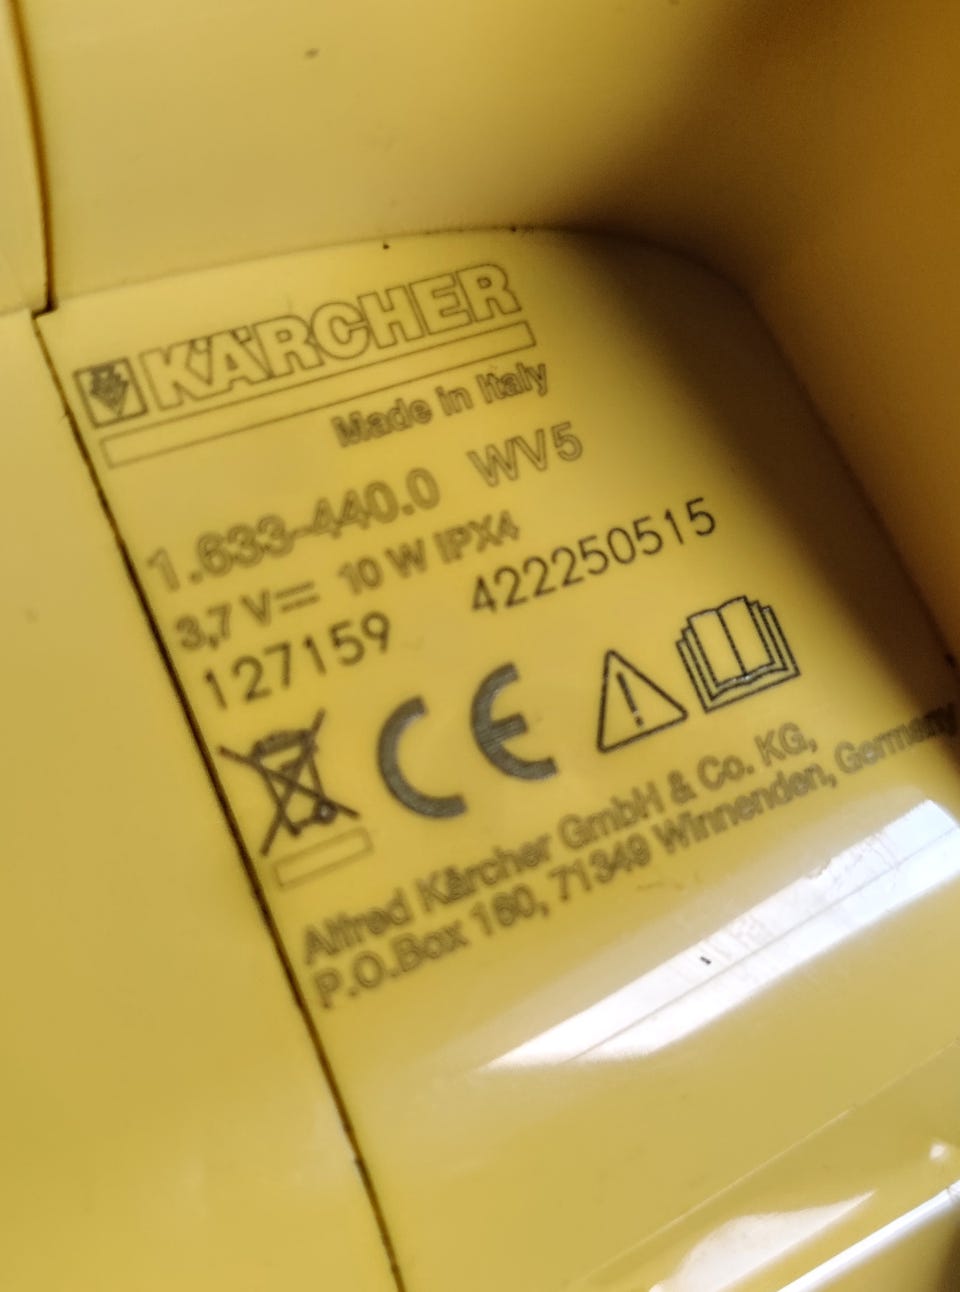 KÄRCHER
Made in Italy
1.633-440.0 WV5
3,7 V⎓ 10 W IPX4
127159 422250515
CE
Alfred Kärcher GmbH & Co. KG,
P.O.Box 160, 71349 Winnenden, Germany